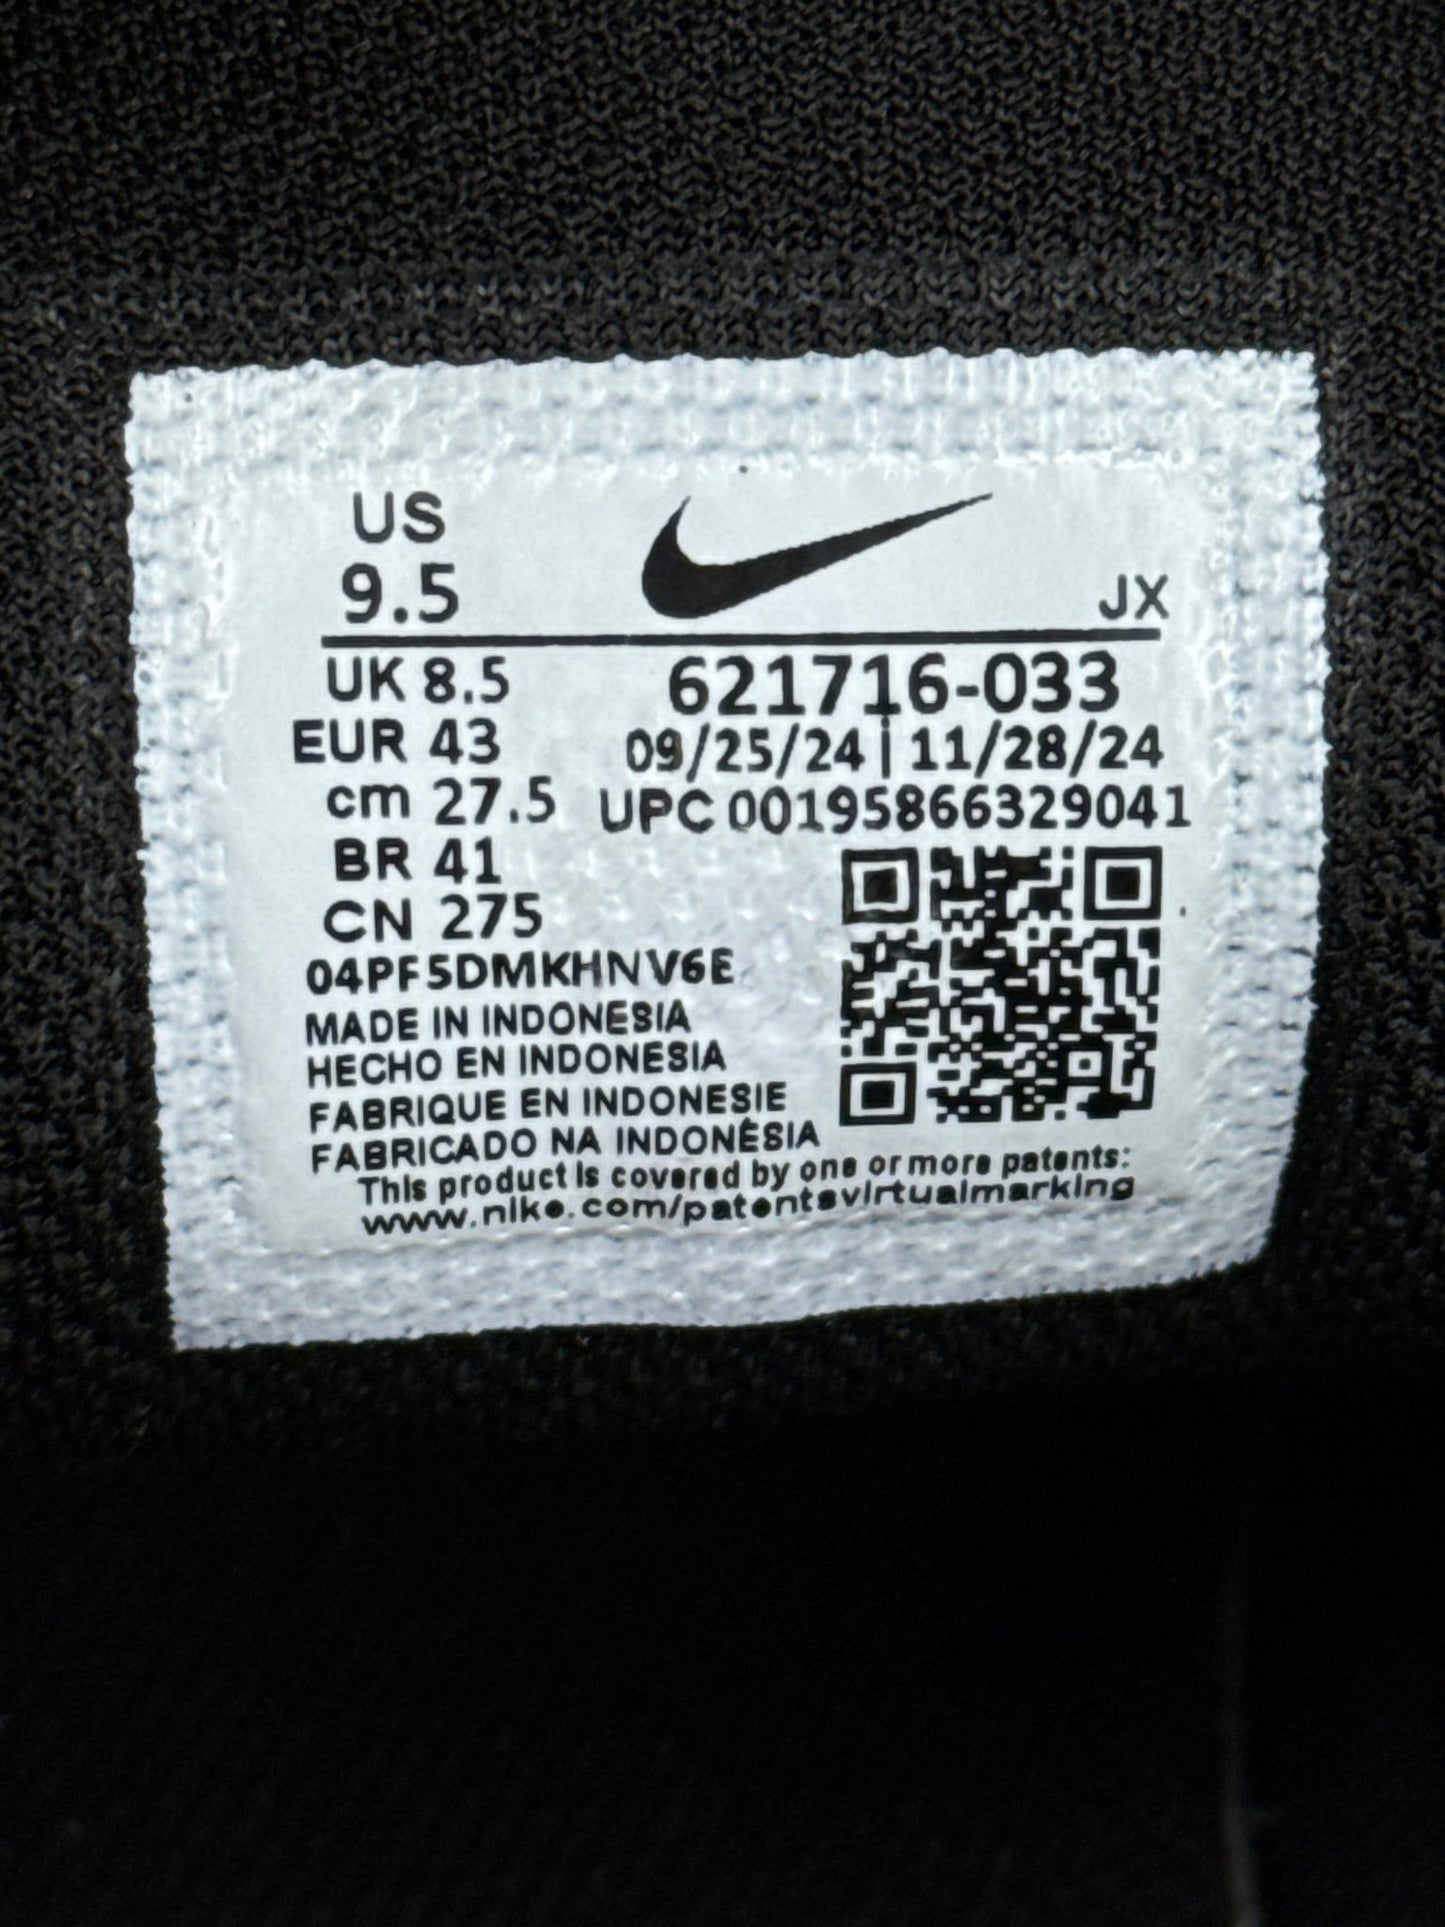 US
9.5
JX
UK 8.5
EUR 43
cm 27.5
BR 41
CN 275
621716-033
09/25/24 | 11/28/24
UPC 00195866329041
04PF5DMKHNV6E
MADE IN INDONESIA
HECHO EN INDONESIA
FABRIQUE EN INDONESIE
FABRICADO NA INDONÉSIA
This product is covered by one or more patents:
www.nike.com/patentsvirtualmarking